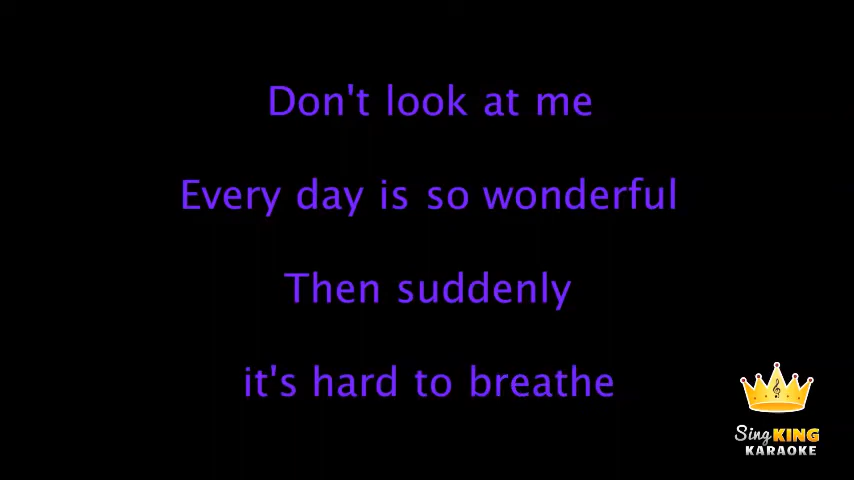 Don't look at me
Every day is so wonderful
Then suddenly
it's hard to breathe
Sing KING
KARAOKE